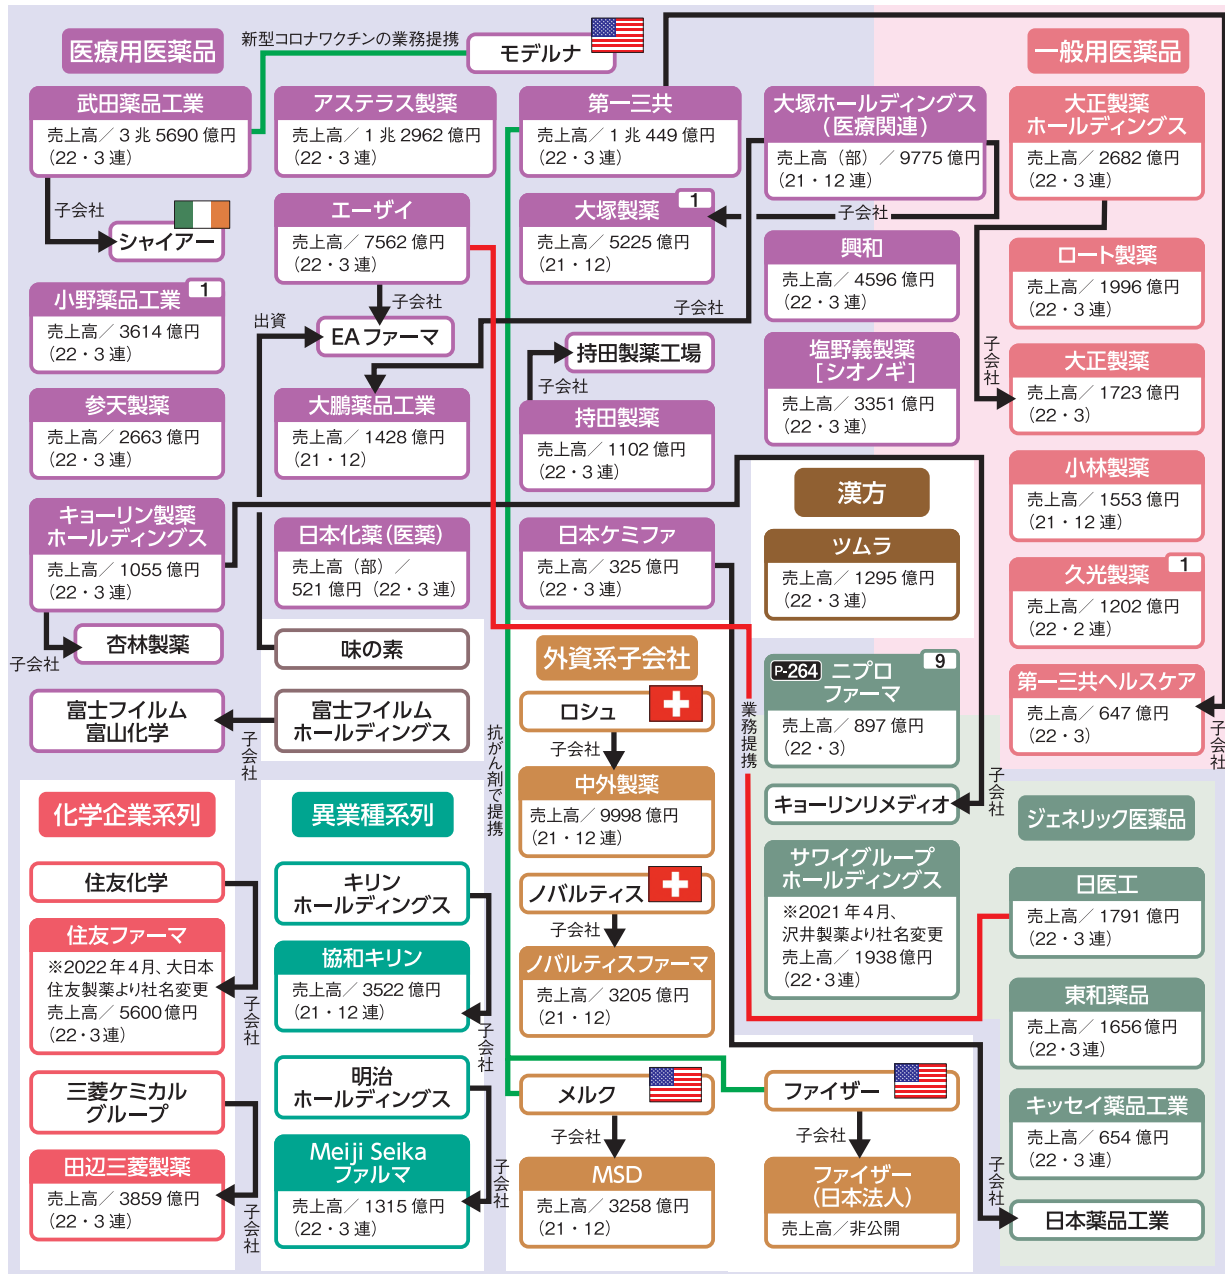 医療用医薬品
新型コロナワクチンの業務提携
モデルナ
一般用医薬品
武田薬品工業
売上高／3兆5690億円
(22・3連)
子会社
シャイアー
アステラス製薬
売上高／1兆2962億円
(22・3連)
第一三共
売上高／1兆449億円
(22・3連)
大塚ホールディングス
(医療関連)
売上高(部)／9775億円
(21・12連)
大正製薬
ホールディングス
売上高／2682億円
(22・3連)
エーザイ
売上高／7562億円
(22・3連)
子会社
大塚製薬
1
売上高／5225億円
(21・12)
子会社
興和
売上高／4596億円
(22・3連)
ロート製薬
売上高／1996億円
(22・3連)
小野薬品工業
1
売上高／3614億円
(22・3連)
出資
EAファーマ
子会社
持田製薬工場
子会社
塩野義製薬
[シオノギ]
売上高／3351億円
(22・3連)
子会社
大正製薬
売上高／1723億円
(22・3)
参天製薬
売上高／2663億円
(22・3連)
大鵬薬品工業
売上高／1428億円
(21・12)
持田製薬
売上高／1102億円
(22・3連)
漢方
小林製薬
売上高／1553億円
(21・12連)
キョーリン製薬
ホールディングス
売上高／1055億円
(22・3連)
子会社
杏林製薬
日本化薬(医薬)
売上高(部)／
521億円(22・3連)
日本ケミファ
売上高／325億円
(22・3連)
ツムラ
売上高／1295億円
(22・3連)
久光製薬
1
売上高／1202億円
(22・2連)
味の素
外資系子会社
P-264
ニプロ
ファーマ
9
売上高／897億円
(22・3)
第一三共ヘルスケア
売上高／647億円
(22・3)
子会社
富士フイルム
富山化学
子会社
富士フイルム
ホールディングス
抗がん剤で提携
ロシュ
子会社
業務提携
中外製薬
売上高／9998億円
(21・12連)
キョーリンリメディオ
子会社
ジェネリック医薬品
化学企業系列
異業種系列
住友化学
キリン
ホールディングス
ノバルティス
子会社
サワイグループ
ホールディングス
※2021年4月、
沢井製薬より社名変更
売上高／1938億円
(22・3連)
日医工
売上高／1791億円
(22・3連)
住友ファーマ
※2022年4月、大日本
住友製薬より社名変更
売上高／5600億円
(22・3連)
子会社
協和キリン
売上高／3522億円
(21・12連)
子会社
ノバルティスファーマ
売上高／3205億円
(21・12)
東和薬品
売上高／1656億円
(22・3連)
三菱ケミカル
グループ
明治
ホールディングス
メルク
子会社
ファイザー
子会社
キッセイ薬品工業
売上高／654億円
(22・3連)
田辺三菱製薬
売上高／3859億円
(22・3連)
子会社
Meiji Seika
ファルマ
売上高／1315億円
(22・3連)
子会社
MSD
売上高／3258億円
(21・12)
ファイザー
(日本法人)
売上高／非公開
子会社
日本薬品工業